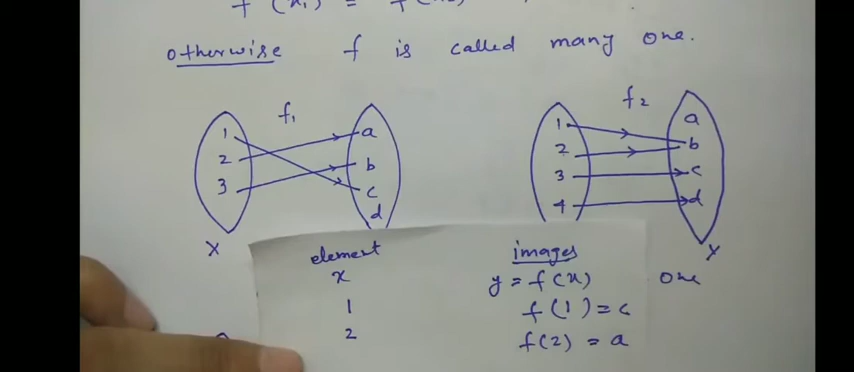 f(x₁) =
otherwise f is called many one.
f₁
1
2
3
a
b
c
d
X
f₂
1
2
3
4
a
b
c
d
Y
element images
x y = f(x) one
1 f(1) = c
2 f(2) = a